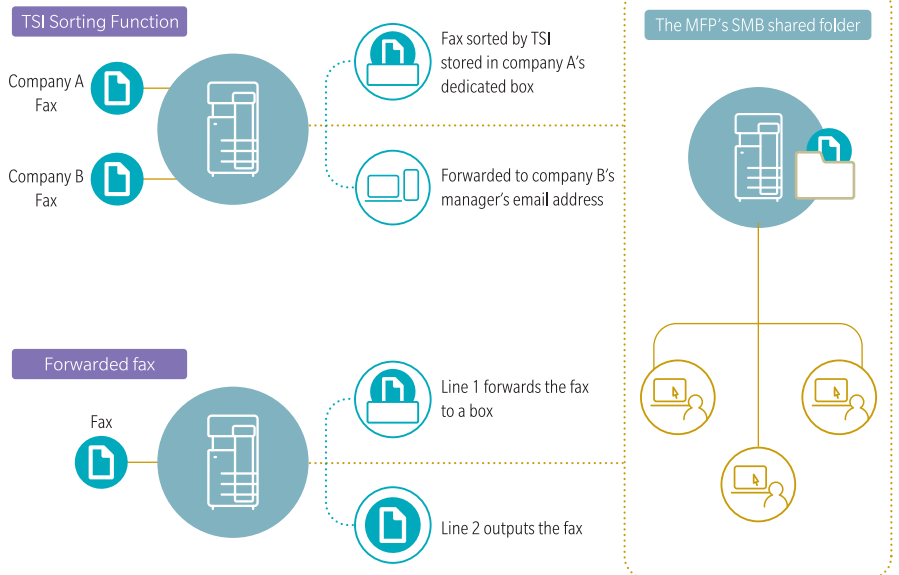 TSI Sorting Function
Company A
Fax
Company B
Fax
Fax sorted by TSI
stored in company A's
dedicated box
Forwarded to company B's
manager's email address
Forwarded fax
Fax
Line 1 forwards the fax
to a box
Line 2 outputs the fax
The MFP's SMB shared folder